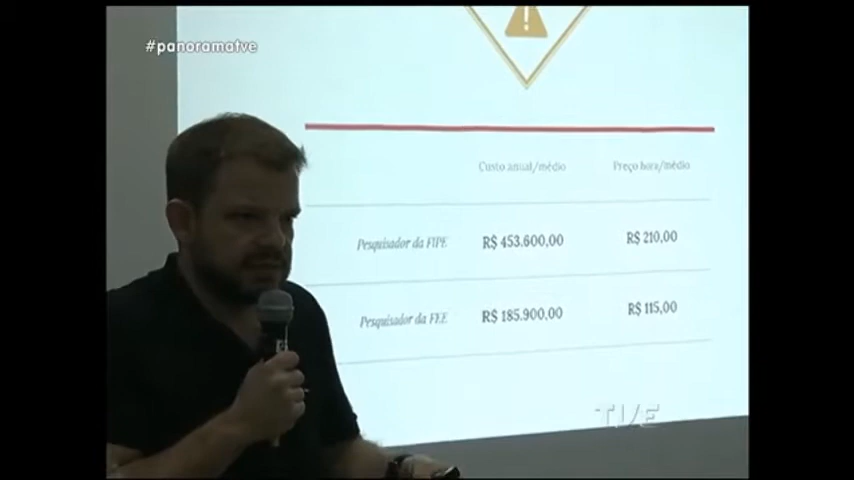 #panoramatve
!
Custo anual/médio Preço hora/médio
Pesquisador da FIPE R$ 453.600,00 R$ 210,00
Pesquisador da FEE R$ 185.900,00 R$ 115,00
TVE